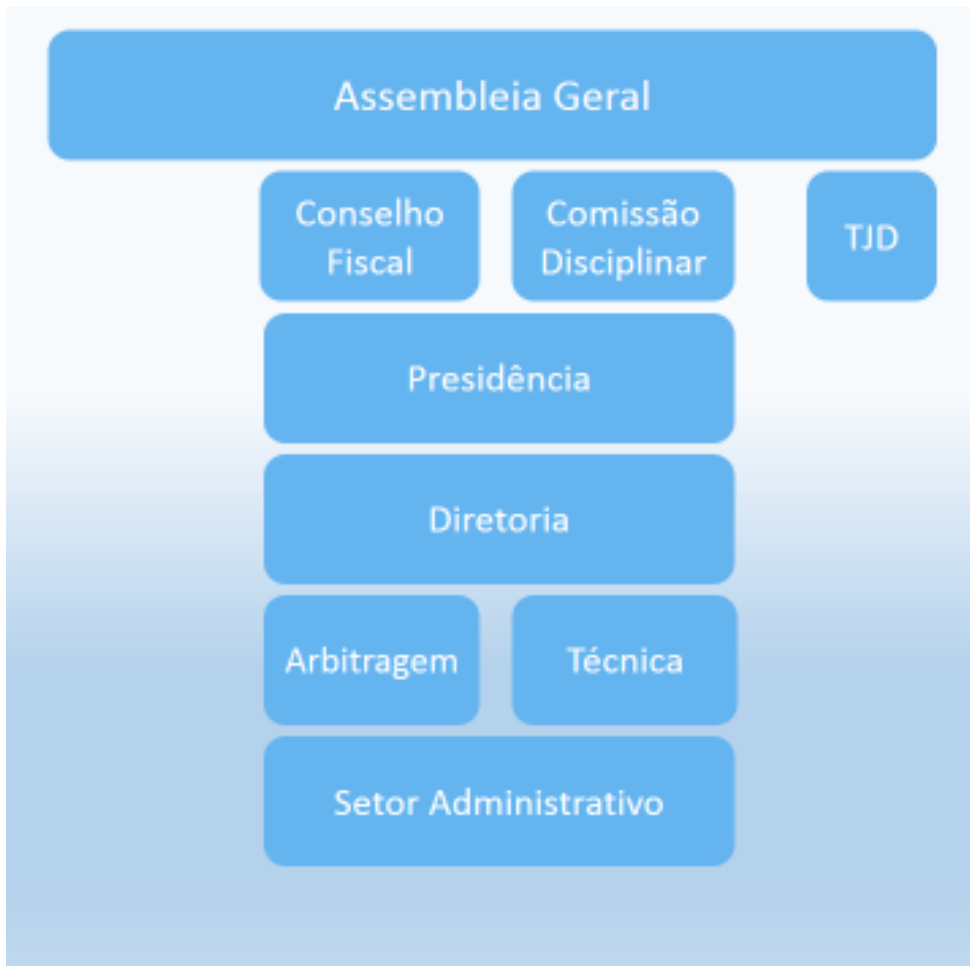 Assembleia Geral
Conselho
Fiscal
Comissão
Disciplinar
TJD
Presidência
Diretoria
Arbitragem
Técnica
Setor Administrativo